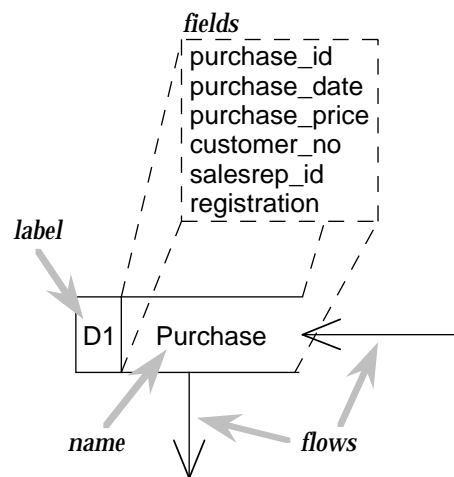 fields
purchase_id
purchase_date
purchase_price
customer_no
salesrep_id
registration
label
D1 Purchase
name
flows